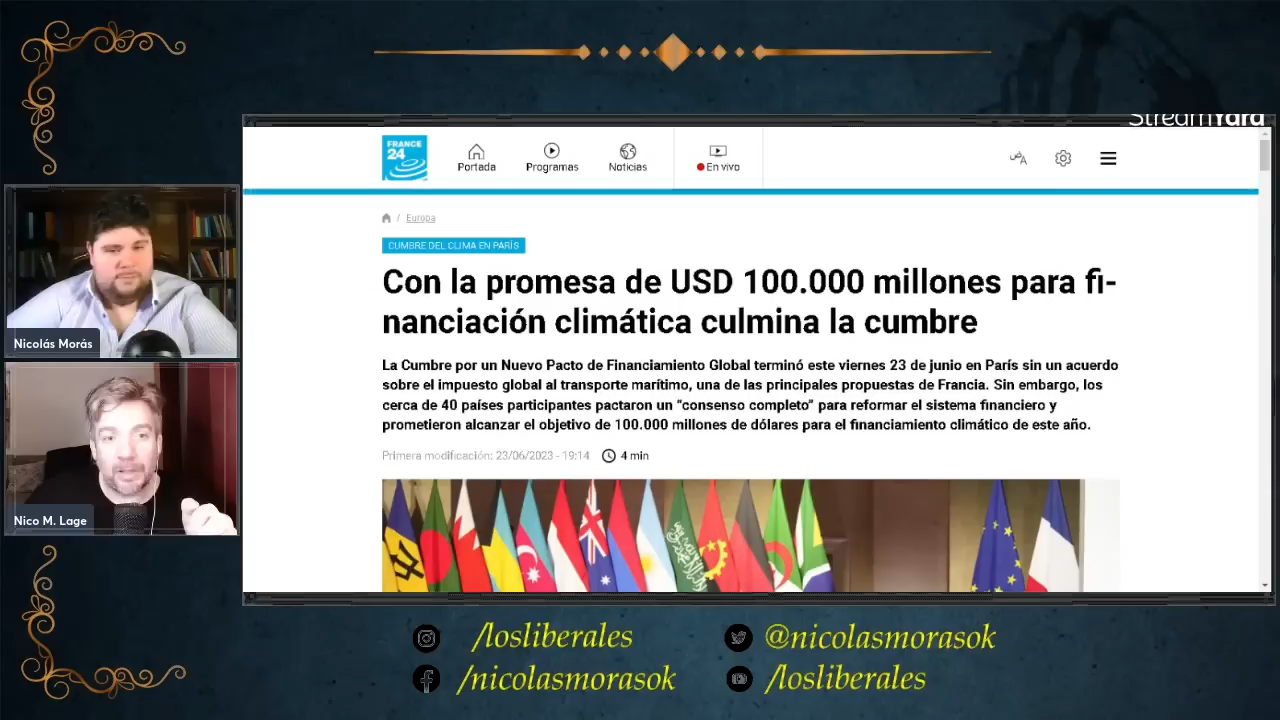 StreamYard
FRANCE
24
Portada
Programas
Noticias
En vivo
/ Europa
CUMBRE DEL CLIMA EN PARÍS
Con la promesa de USD 100.000 millones para fi-
nanciación climática culmina la cumbre
La Cumbre por un Nuevo Pacto de Financiamiento Global terminó este viernes 23 de junio en París sin un acuerdo
sobre el impuesto global al transporte marítimo, una de las principales propuestas de Francia. Sin embargo, los
cerca de 40 países participantes pactaron un "consenso completo" para reformar el sistema financiero y
prometieron alcanzar el objetivo de 100.000 millones de dólares para el financiamiento climático de este año.
Primera modificación: 23/06/2023 - 19:14
4 min
Nicolás Morás
Nico M. Lage
/losliberales
@nicolasmorasok
/nicolasmorasok
/losliberales